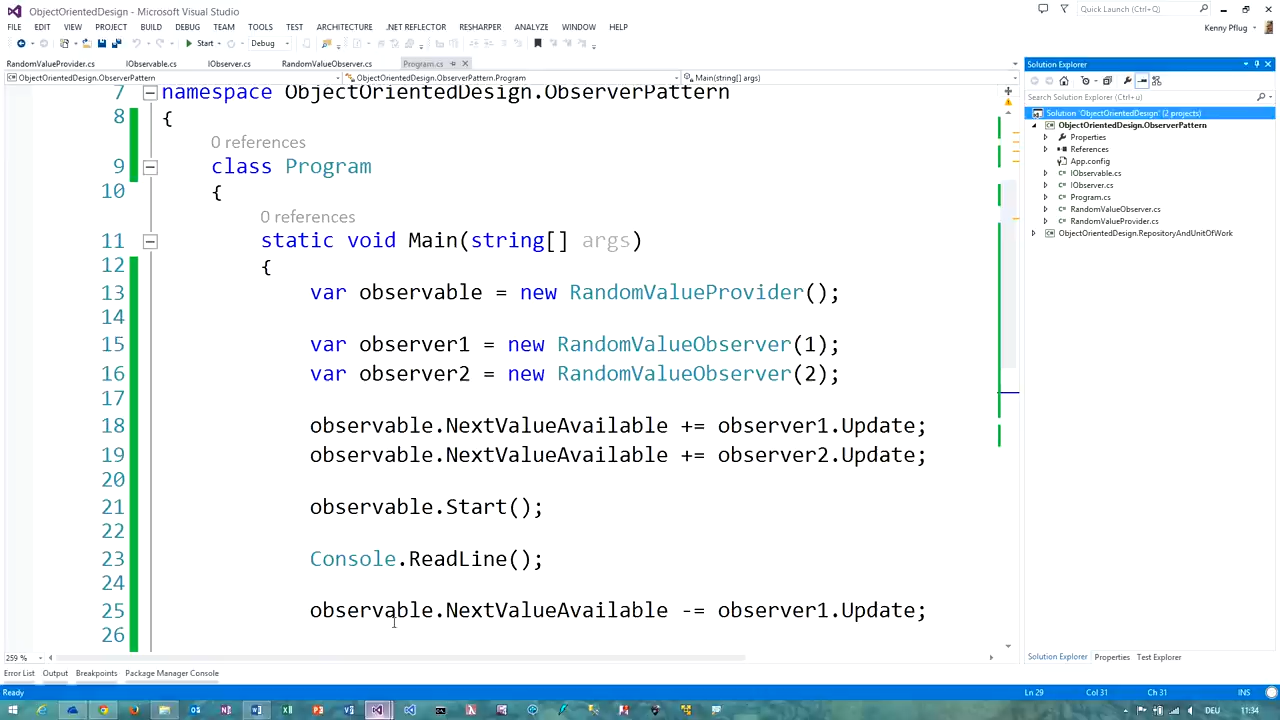 ObjectOrientedDesign - Microsoft Visual Studio
Quick Launch (Ctrl+Q)
FILE EDIT VIEW PROJECT BUILD DEBUG TEAM TOOLS TEST ARCHITECTURE .NET REFLECTOR RESHARPER ANALYZE WINDOW HELP
Kenny Pflug
Start Debug
RandomValueProvider.cs IObservable.cs IObserver.cs RandomValueObserver.cs Program.cs
ObjectOrientedDesign.ObserverPattern ObjectOrientedDesign.ObserverPattern.Program Main(string[] args)
7 namespace ObjectOrientedDesign.ObserverPattern
8 {
0 references
9 class Program
10 {
0 references
11 static void Main(string[] args)
12 {
13 var observable = new RandomValueProvider();
14
15 var observer1 = new RandomValueObserver(1);
16 var observer2 = new RandomValueObserver(2);
17
18 observable.NextValueAvailable += observer1.Update;
19 observable.NextValueAvailable += observer2.Update;
20
21 observable.Start();
22
23 Console.ReadLine();
24
25 observable.NextValueAvailable -= observer1.Update;
26
259 %
Solution Explorer
Search Solution Explorer (Ctrl+ü)
Solution 'ObjectOrientedDesign' (2 projects)
ObjectOrientedDesign.ObserverPattern
Properties
References
App.config
IObservable.cs
IObserver.cs
Program.cs
RandomValueObserver.cs
RandomValueProvider.cs
ObjectOrientedDesign.RepositoryAndUnitOfWork
Solution Explorer Properties Test Explorer
Error List Output Breakpoints Package Manager Console
Ready Ln 29 Col 31 Ch 31 INS
DEU 11:34